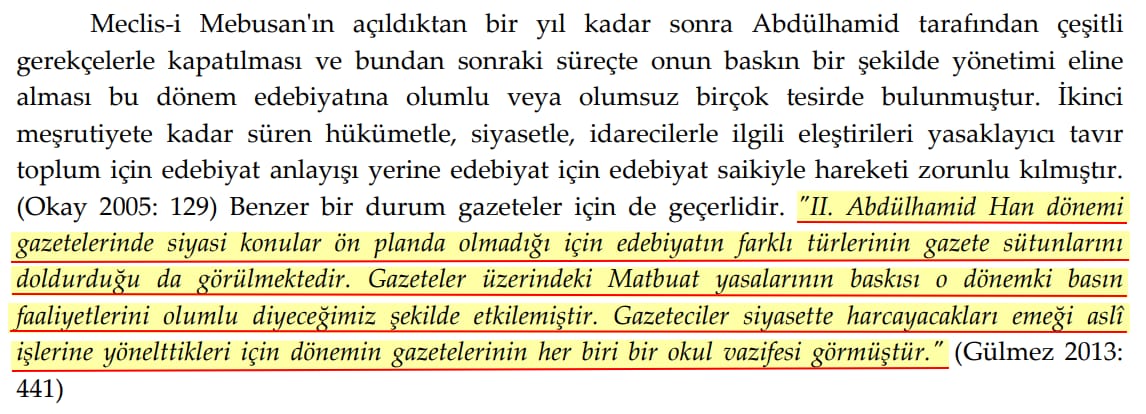 Meclis-i Mebusan'ın açıldıktan bir yıl kadar sonra Abdülhamid tarafından çeşitli
gerekçelerle kapatılması ve bundan sonraki süreçte onun baskın bir şekilde yönetimi eline
alması bu dönem edebiyatına olumlu veya olumsuz birçok tesirde bulunmuştur. İkinci
meşrutiyete kadar süren hükümetle, siyasetle, idarecilerle ilgili eleştirileri yasaklayıcı tavır
toplum için edebiyat anlayışı yerine edebiyat için edebiyat saikiyle hareketi zorunlu kılmıştır.
(Okay 2005: 129) Benzer bir durum gazeteler için de geçerlidir. "II. Abdülhamid Han dönemi
gazetelerinde siyasi konular ön planda olmadığı için edebiyatın farklı türlerinin gazete sütunlarını
doldurduğu da görülmektedir. Gazeteler üzerindeki Matbuat yasalarının baskısı o dönemki basın
faaliyetlerini olumlu diyeceğimiz şekilde etkilemiştir. Gazeteciler siyasette harcayacakları emeği aslî
işlerine yönelttikleri için dönemin gazetelerinin her biri bir okul vazifesi görmüştür." (Gülmez 2013:
441)